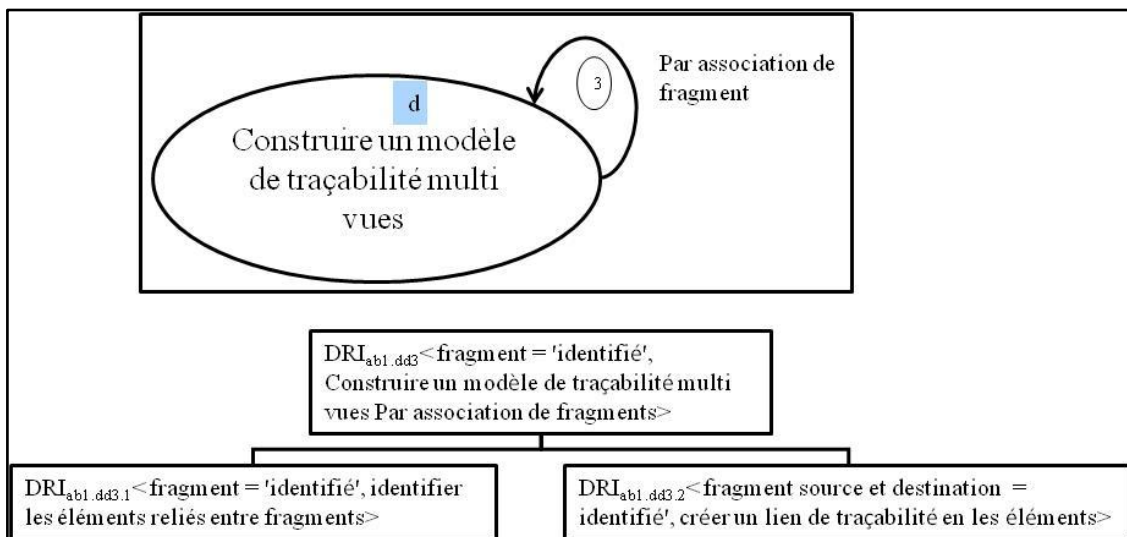 d
Construire un modèle
de traçabilité multi
vues
3
Par association de
fragment
DRIab1.dd3<fragment = 'identifié',
Construire un modèle de traçabilité multi
vues Par association de fragments>
DRIab1.dd3.1<fragment = 'identifié', identifier
les éléments reliés entre fragments>
DRIab1.dd3.2<fragment source et destination =
identifié', créer un lien de traçabilité en les éléments>